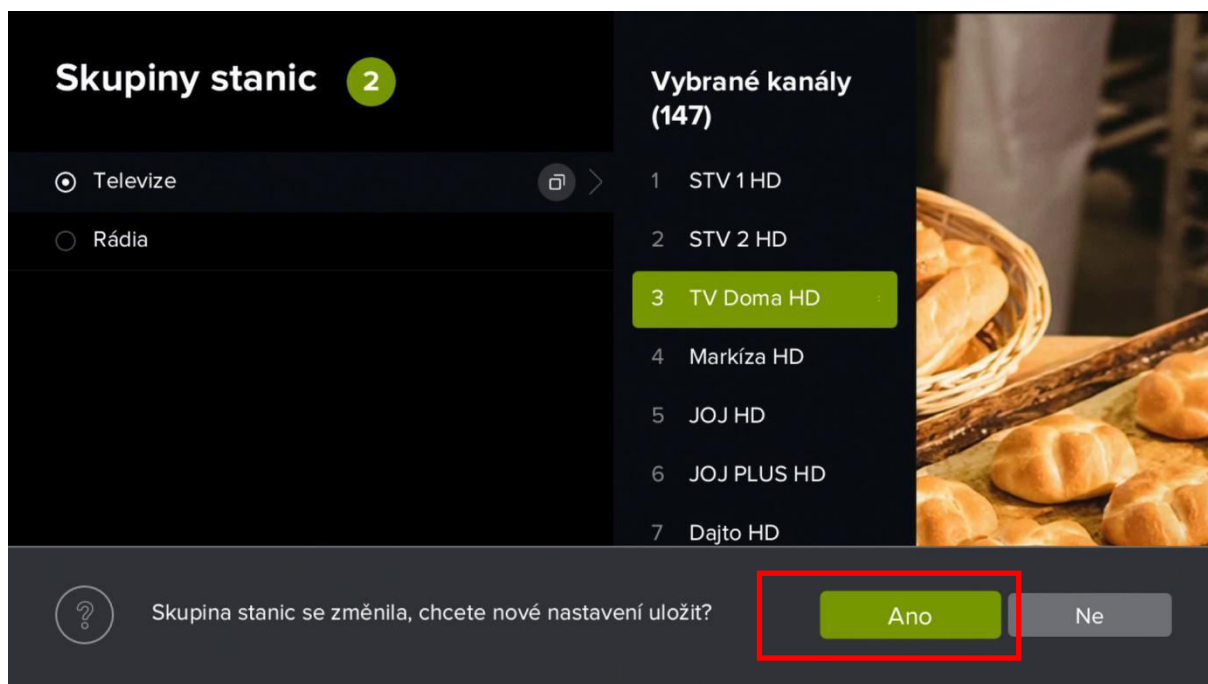 Skupiny stanic 2
Televize
Rádia
Vybrané kanály
(147)
1 STV 1 HD
2 STV 2 HD
3 TV Doma HD
4 Markíza HD
5 JOJ HD
6 JOJ PLUS HD
7 Dajto HD
? Skupina stanic se změnila, chcete nové nastavení uložit?
Ano
Ne